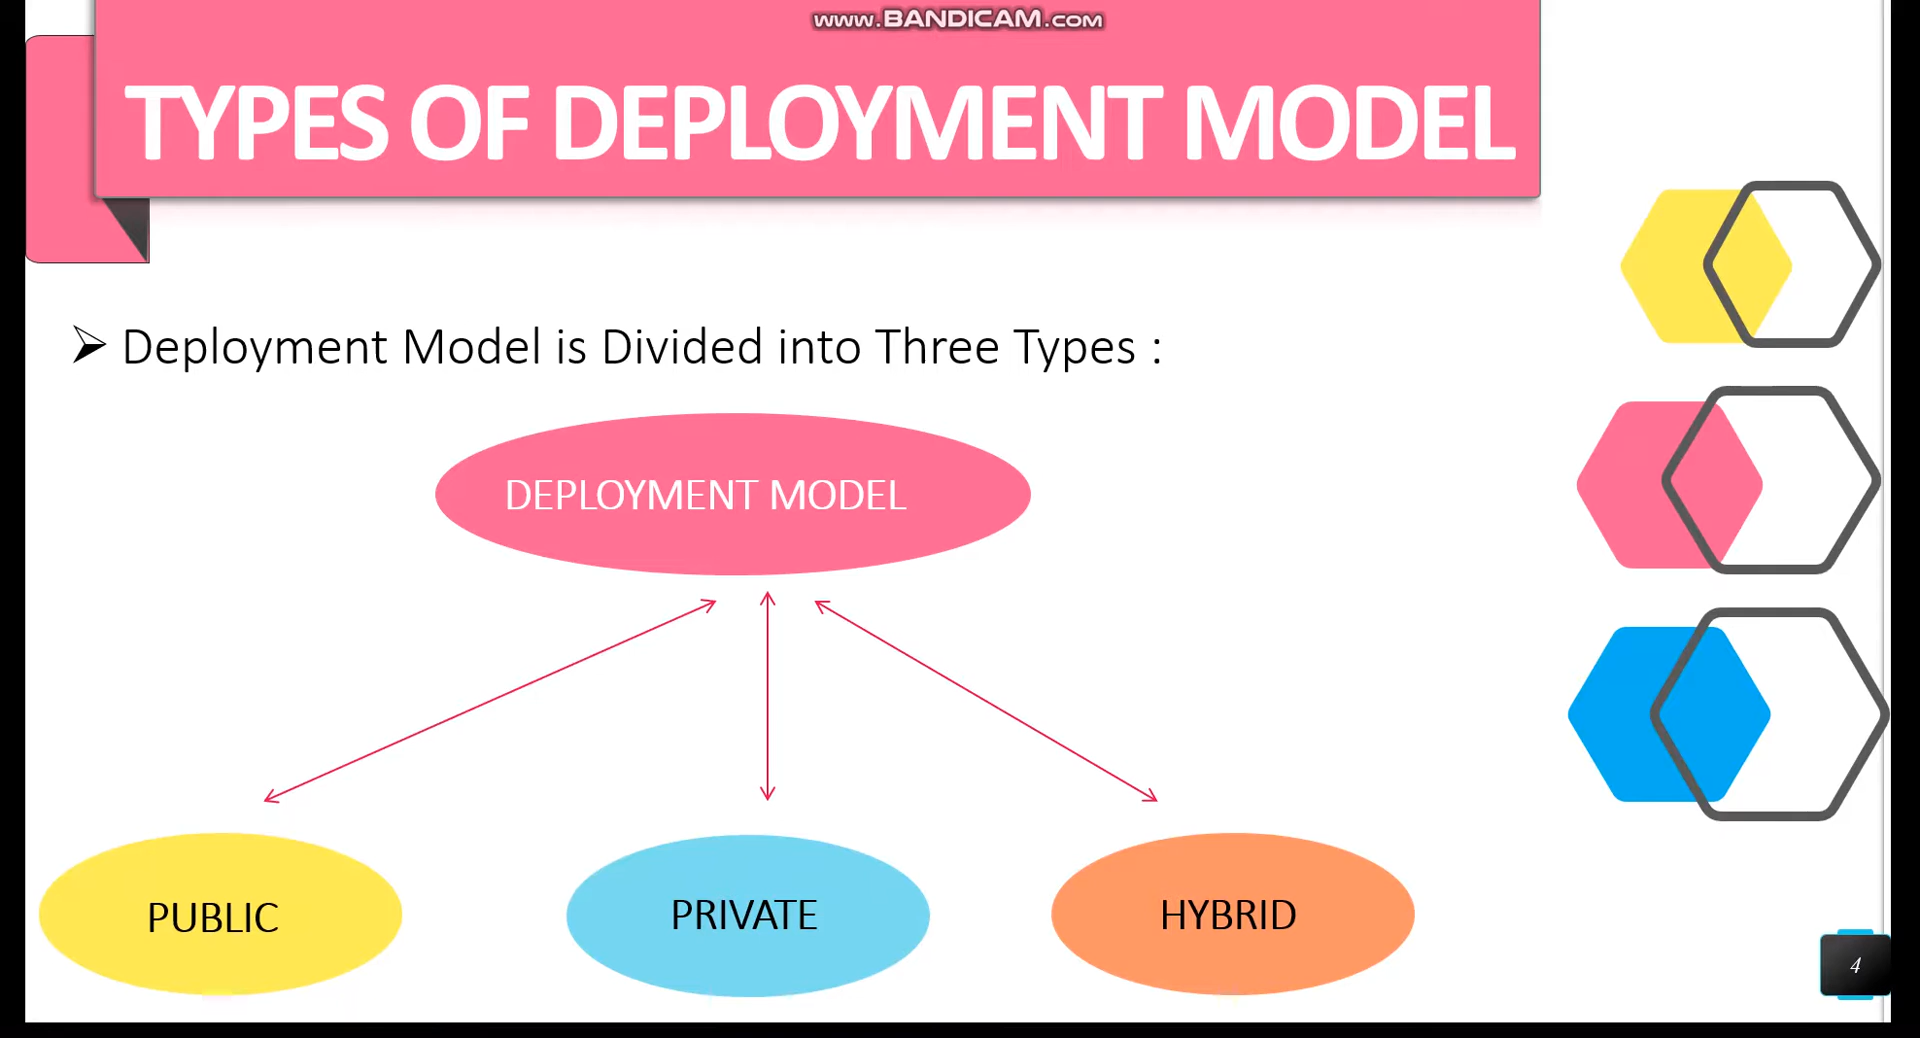 www.BANDICAM.com
TYPES OF DEPLOYMENT MODEL
➢ Deployment Model is Divided into Three Types :
DEPLOYMENT MODEL
PUBLIC
PRIVATE
HYBRID
4